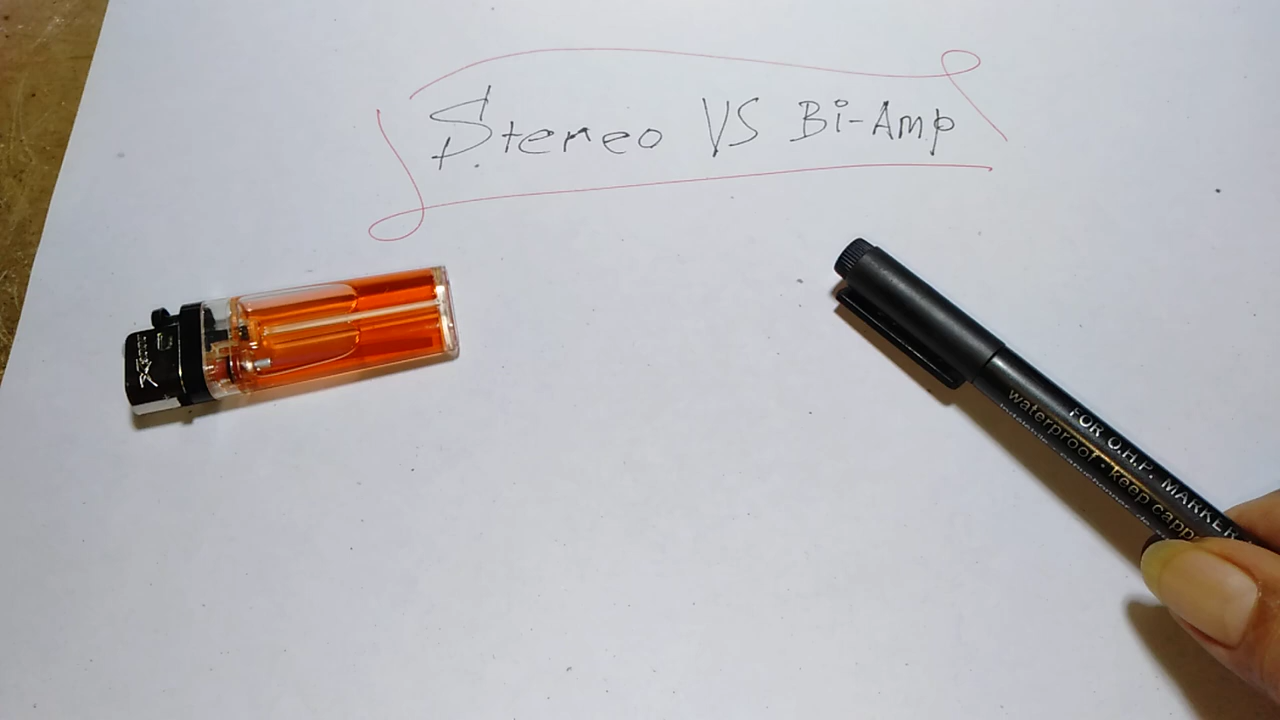 Stereo VS Bi-Amp
FOR O.H.P. MARKER
waterproof · keep capp